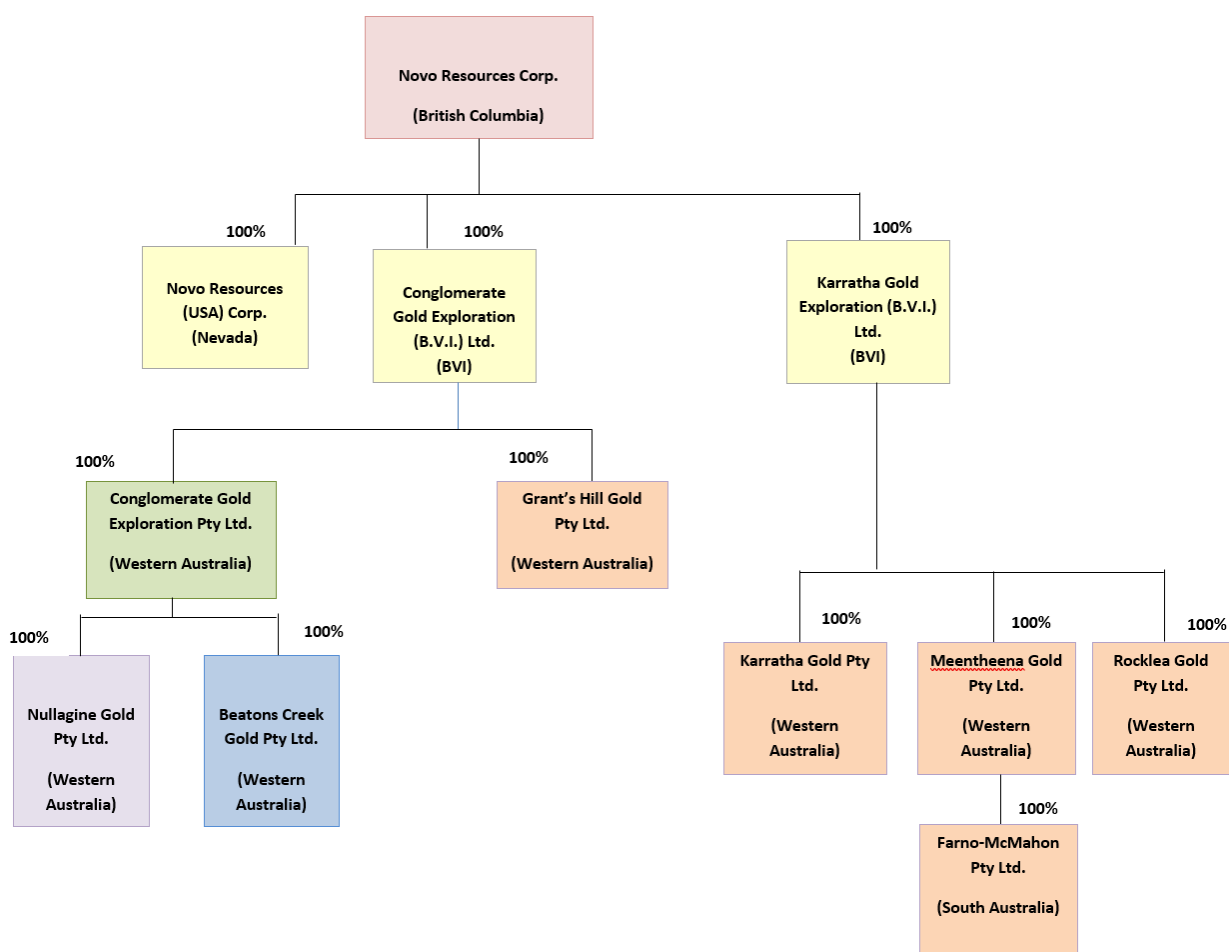 Novo Resources Corp.
(British Columbia)
100%
100%
100%
Novo Resources
(USA) Corp.
(Nevada)
Conglomerate
Gold Exploration
(B.V.I.) Ltd.
(BVI)
Karratha Gold
Exploration (B.V.I.)
Ltd.
(BVI)
100%
100%
Conglomerate Gold
Exploration Pty Ltd.
(Western Australia)
Grant's Hill Gold
Pty Ltd.
(Western Australia)
100%
100%
100%
100%
100%
Nullagine Gold
Pty Ltd.
(Western
Australia)
Beatons Creek
Gold Pty Ltd.
(Western
Australia)
Karratha Gold Pty
Ltd.
(Western
Australia)
Meentheena Gold
Pty Ltd.
(Western
Australia)
Rocklea Gold
Pty Ltd.
(Western
Australia)
100%
Farno-McMahon
Pty Ltd.
(South Australia)